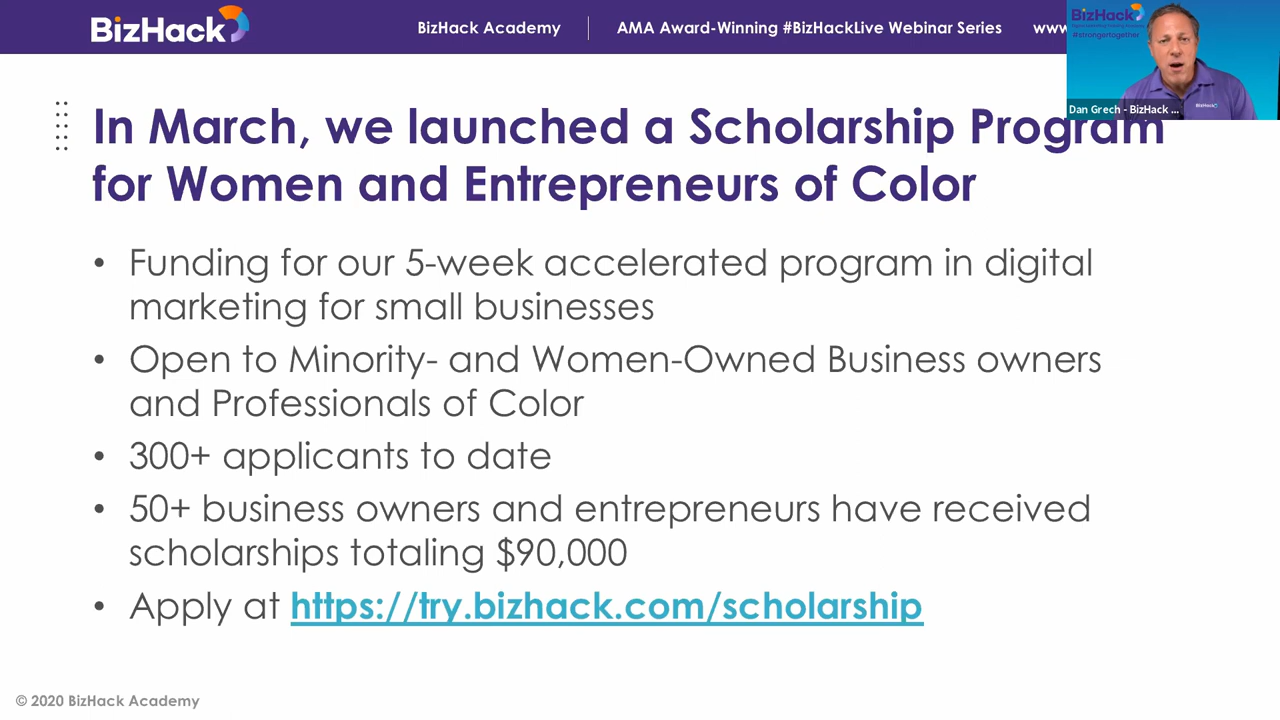 BizHack
BizHack Academy
AMA Award-Winning #BizHackLive Webinar Series
www
BizHack
#strongertogether
BizHack
Dan Grech - BizHack ...
In March, we launched a Scholarship Program
for Women and Entrepreneurs of Color
• Funding for our 5-week accelerated program in digital
marketing for small businesses
• Open to Minority- and Women-Owned Business owners
and Professionals of Color
• 300+ applicants to date
• 50+ business owners and entrepreneurs have received
scholarships totaling $90,000
• Apply at https://try.bizhack.com/scholarship
© 2020 BizHack Academy